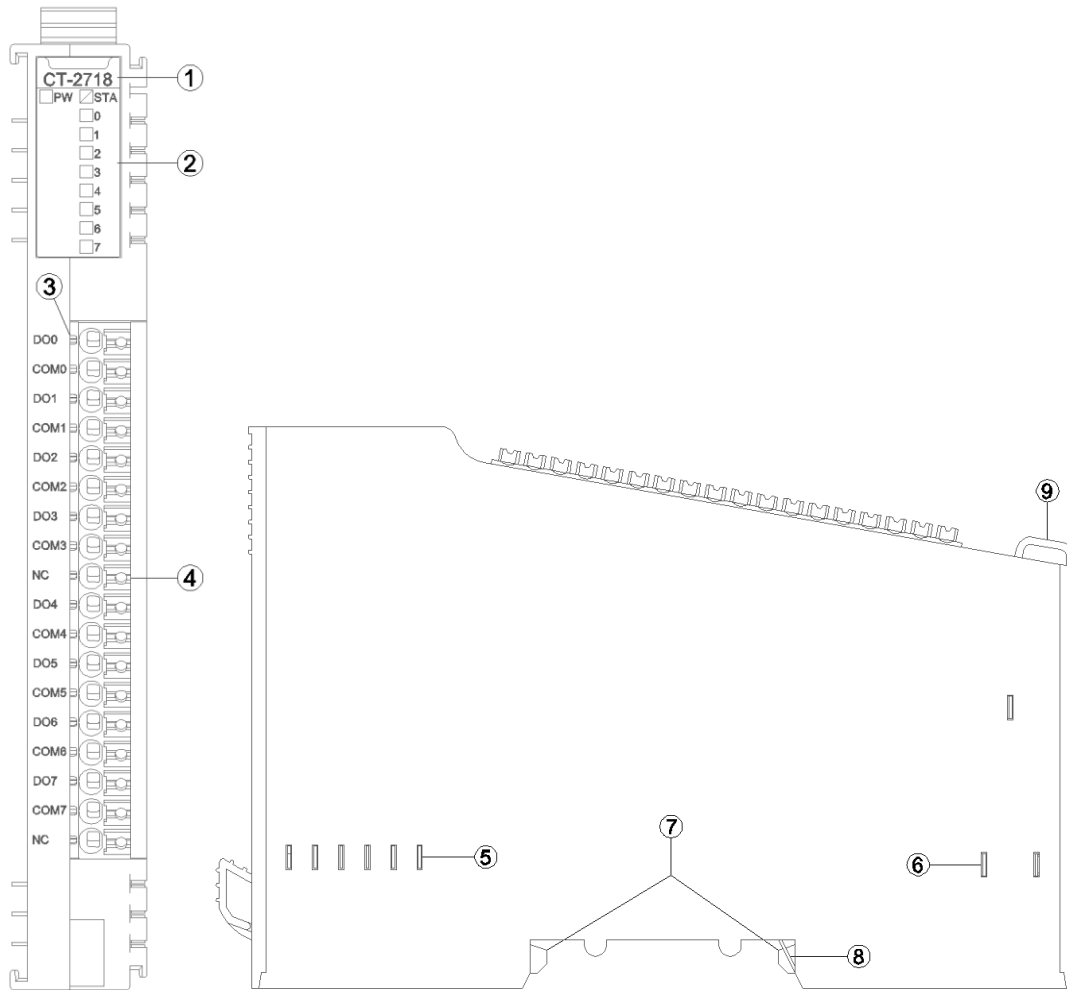 CT-2718
①
PW STA
0
1
2
②
3
4
5
6
7
③
DO0
COM0
DO1
COM1
DO2
COM2
DO3
COM3
NC
④
DO4
COM4
DO5
COM5
DO6
COM6
DO7
COM7
NC
⑨
⑦
⑤
⑥
⑧